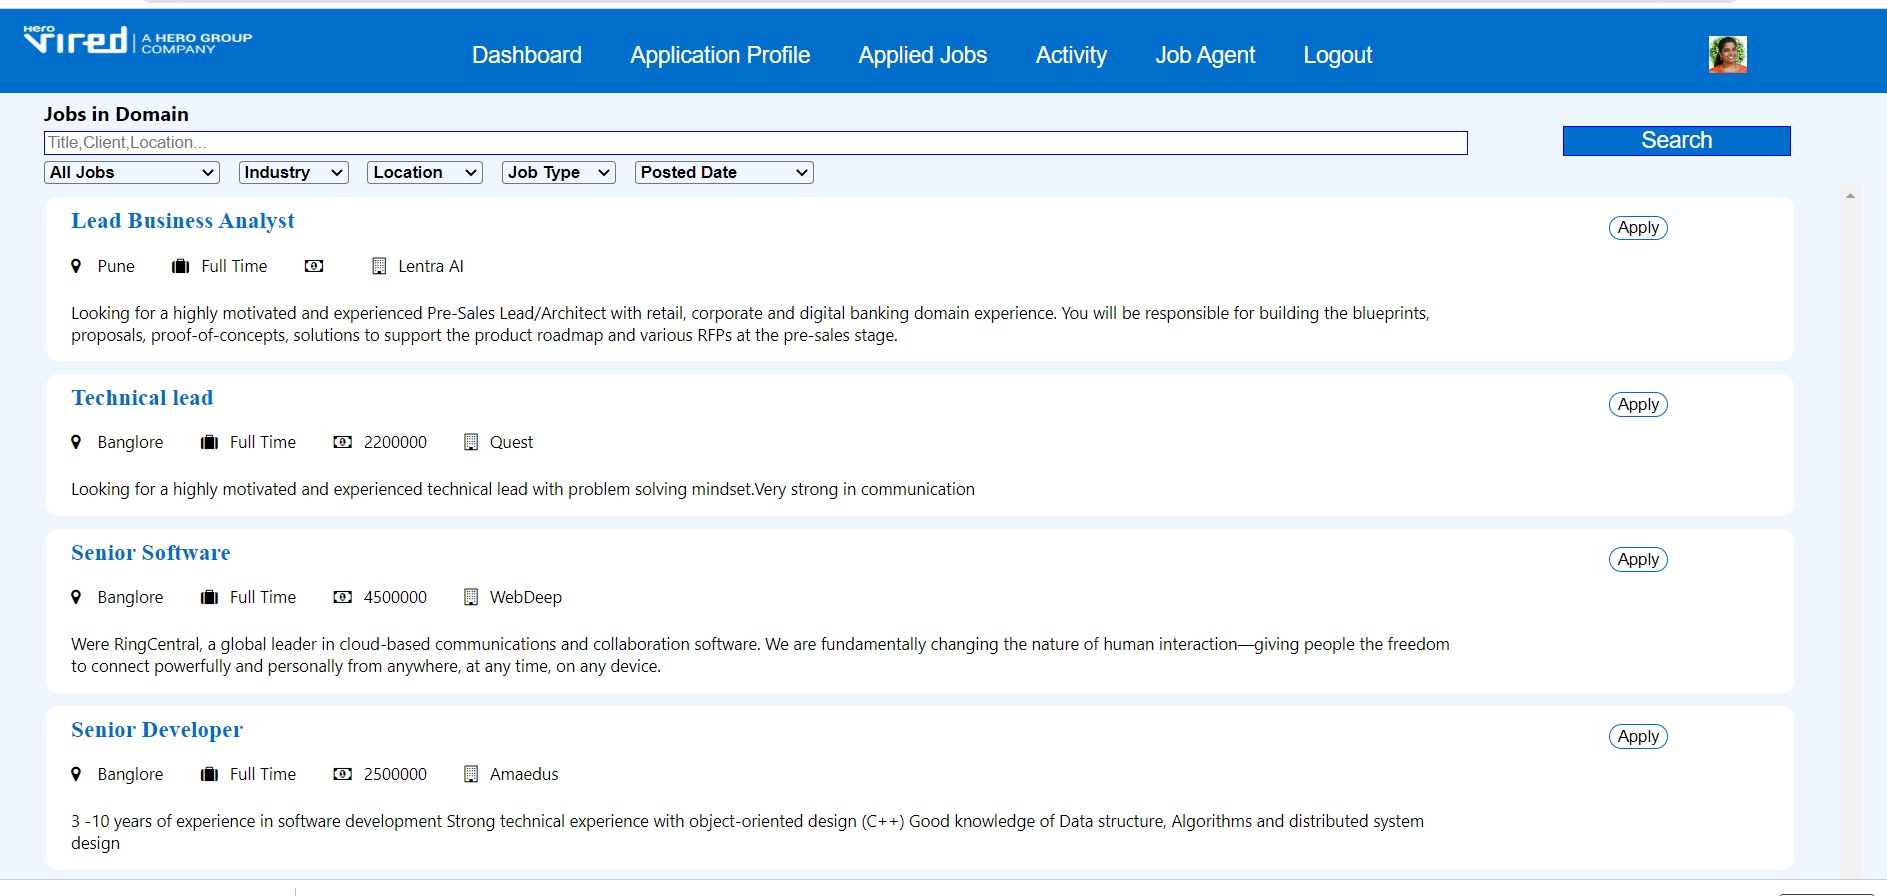 Hero
Vired
A HERO GROUP
COMPANY
Dashboard Application Profile Applied Jobs Activity Job Agent Logout
Jobs in Domain
Title,Client,Location...
Search
All Jobs Industry Location Job Type Posted Date
Lead Business Analyst
Apply
Pune Full Time Lentra AI
Looking for a highly motivated and experienced Pre-Sales Lead/Architect with retail, corporate and digital banking domain experience. You will be responsible for building the blueprints,
proposals, proof-of-concepts, solutions to support the product roadmap and various RFPs at the pre-sales stage.
Technical lead
Apply
Banglore Full Time 2200000 Quest
Looking for a highly motivated and experienced technical lead with problem solving mindset.Very strong in communication
Senior Software
Apply
Banglore Full Time 4500000 WebDeep
Were RingCentral, a global leader in cloud-based communications and collaboration software. We are fundamentally changing the nature of human interaction—giving people the freedom
to connect powerfully and personally from anywhere, at any time, on any device.
Senior Developer
Apply
Banglore Full Time 2500000 Amaedus
3 -10 years of experience in software development Strong technical experience with object-oriented design (C++) Good knowledge of Data structure, Algorithms and distributed system
design